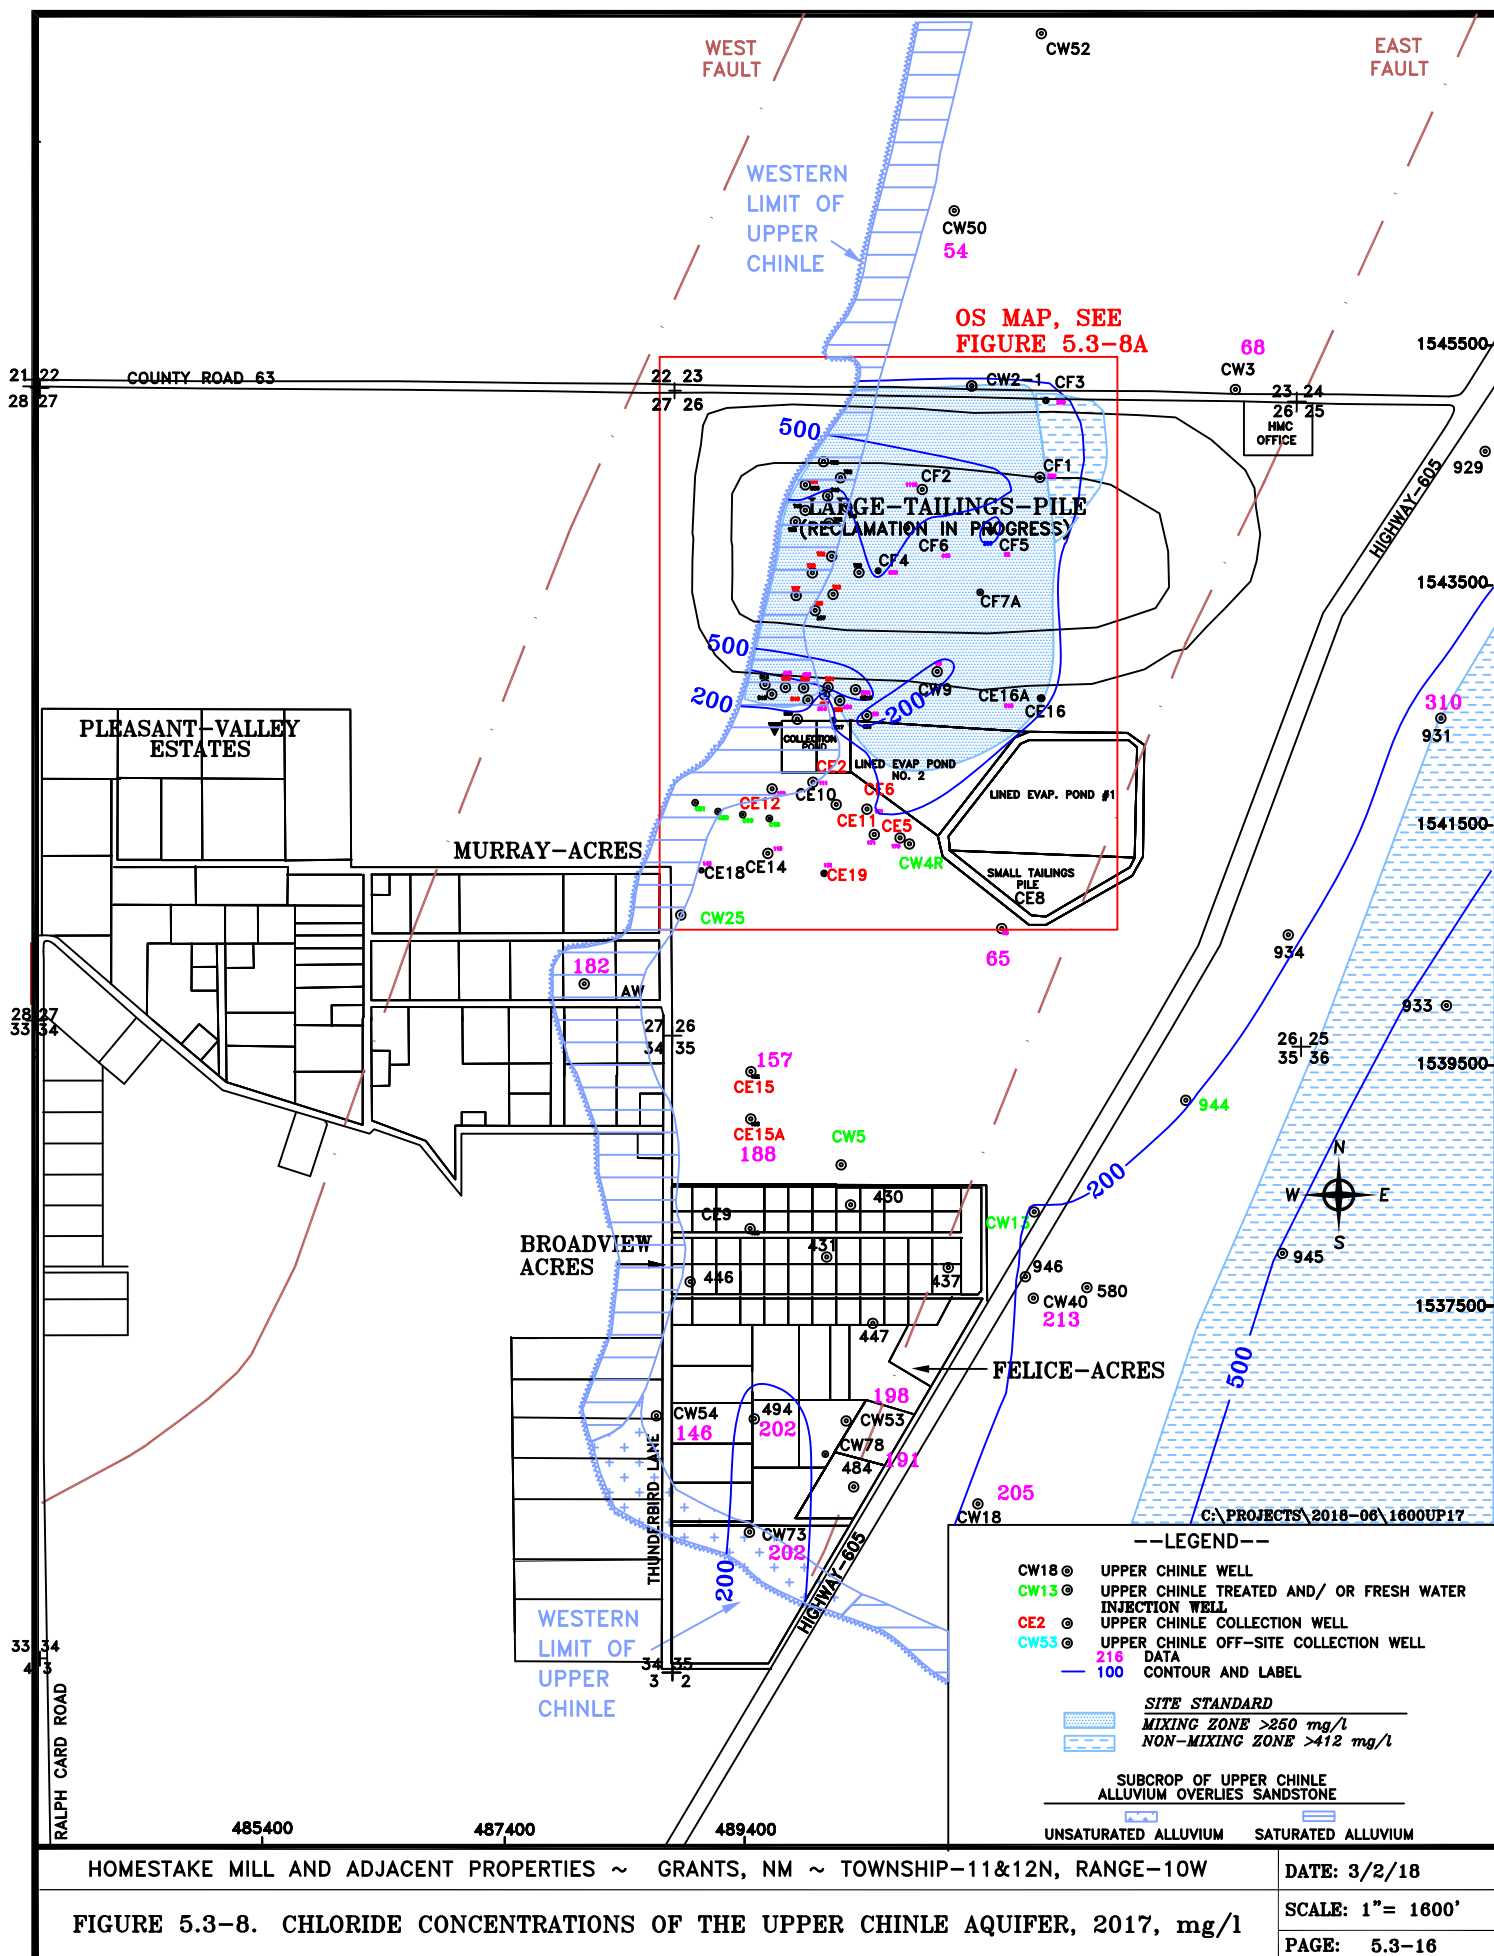 WEST
FAULT
EAST
FAULT
CW52
WESTERN
LIMIT OF
UPPER
CHINLE
CW50
54
OS MAP, SEE
FIGURE 5.3-8A
68
CW3
1545500
21 22
28 27
COUNTY ROAD 63
22 23
27 26
CW2-1
CF3
23 24
26 25
HMC
OFFICE
500
CF1
929
CF2
LARGE-TAILINGS-PILE
(RECLAMATION IN PROGRESS)
CF6
CF5
HIGHWAY-605
CF4
1543500
CF7A
500
CW9
CE16A
CE16
200
200
310
931
PLEASANT-VALLEY
ESTATES
COLLECTION
POND
CE2
LINED EVAP POND
NO. 2
CE6
CE10
CE12
CE11
CE5
LINED EVAP. POND #1
1541500
MURRAY-ACRES
CE14
CW4R
CE18
CE19
SMALL TAILINGS
PILE
CE8
CW25
934
65
182
AW
933
28 27
33 34
27 26
34 35
26 25
35 36
157
CE15
1539500
944
CE15A
188
CW5
N
W E
S
200
430
CE9
CW13
BROADVIEW
ACRES
431
945
446
437
946
580
CW40
213
1537500
447
FELICE-ACRES
500
198
CW54
146
494
202
CW53
CW78
191
484
THUNDERBIRD LANE
205
CW18
CW73
202
200
HIGHWAY-605
C:\PROJECTS\2018-06\1600UP17
--LEGEND--
CW18 UPPER CHINLE WELL
CW13 UPPER CHINLE TREATED AND/ OR FRESH WATER
INJECTION WELL
CE2 UPPER CHINLE COLLECTION WELL
CW53 UPPER CHINLE OFF-SITE COLLECTION WELL
216 DATA
100 CONTOUR AND LABEL
SITE STANDARD
MIXING ZONE >250 mg/l
NON-MIXING ZONE >412 mg/l
SUBCROP OF UPPER CHINLE
ALLUVIUM OVERLIES SANDSTONE
UNSATURATED ALLUVIUM SATURATED ALLUVIUM
WESTERN
LIMIT OF
UPPER
CHINLE
33 34
4 3
34 35
3 2
RALPH CARD ROAD
485400
487400
489400
HOMESTAKE MILL AND ADJACENT PROPERTIES ~ GRANTS, NM ~ TOWNSHIP-11&12N, RANGE-10W
DATE: 3/2/18
FIGURE 5.3-8. CHLORIDE CONCENTRATIONS OF THE UPPER CHINLE AQUIFER, 2017, mg/l
SCALE: 1"= 1600'
PAGE: 5.3-16